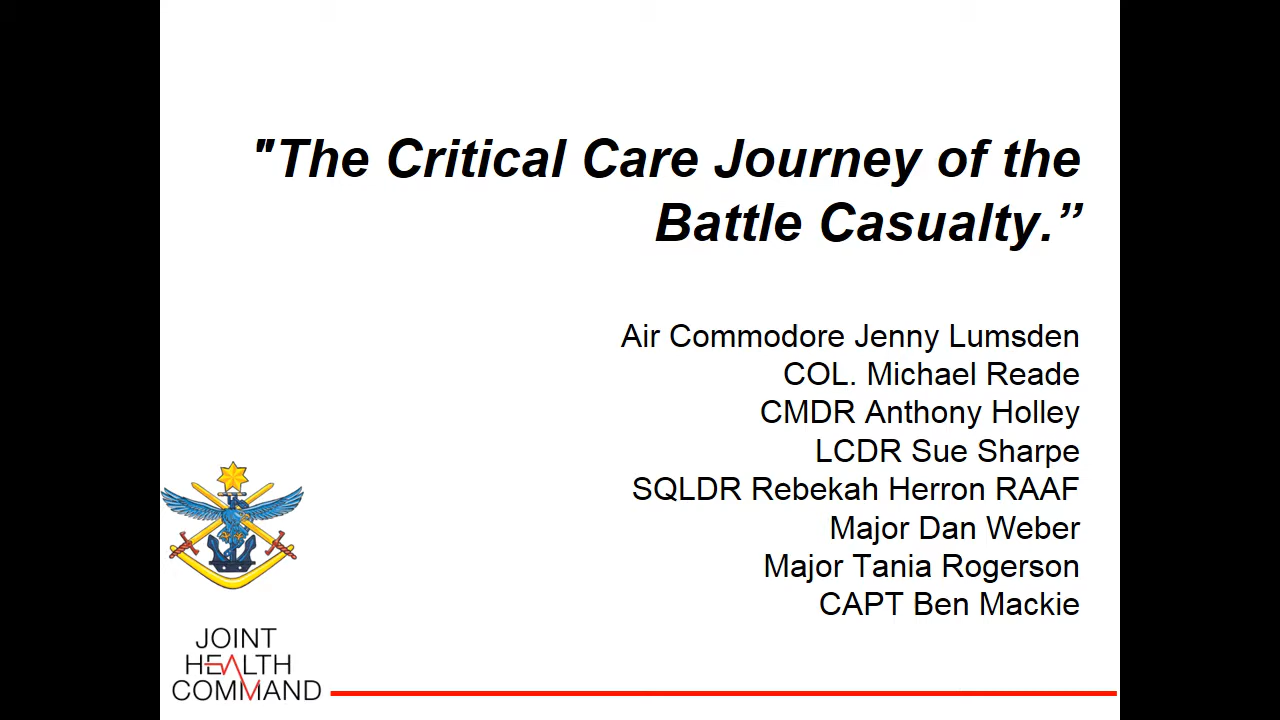 "The Critical Care Journey of the
Battle Casualty.”
Air Commodore Jenny Lumsden
COL. Michael Reade
CMDR Anthony Holley
LCDR Sue Sharpe
SQLDR Rebekah Herron RAAF
Major Dan Weber
Major Tania Rogerson
CAPT Ben Mackie
JOINT
HEALTH
COMMAND